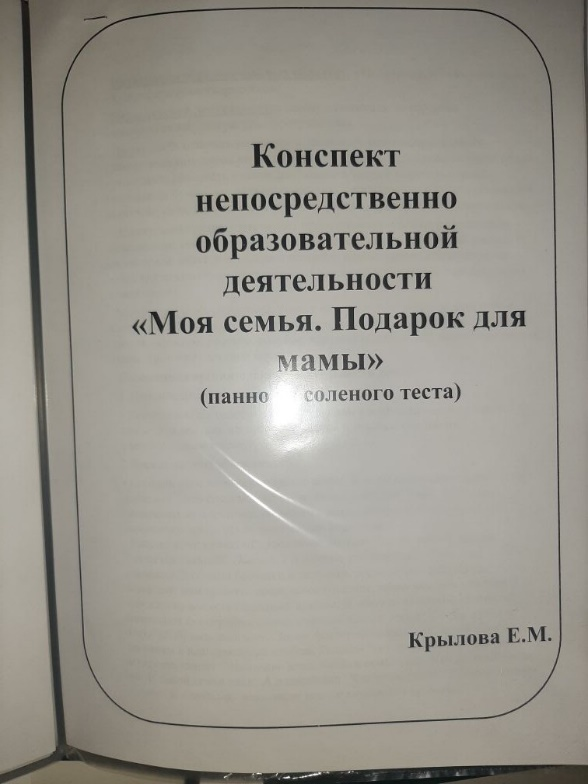 Конспект
непосредственно
образовательной
деятельности
«Моя семья. Подарок для
мамы»
(панно соленого теста)
Крылова Е.М.